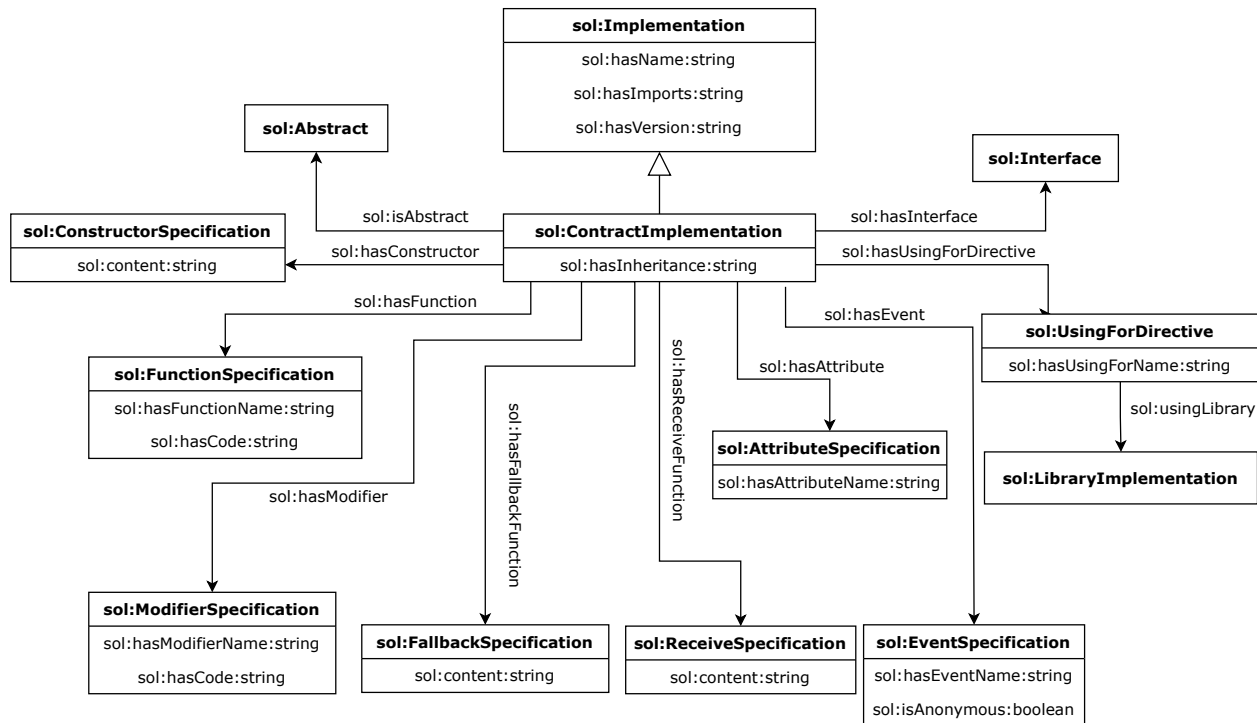 sol:Implementation
sol:hasName:string
sol:hasImports:string
sol:hasVersion:string
sol:Abstract
sol:Interface
sol:isAbstract
sol:hasInterface
sol:ConstructorSpecification
sol:content:string
sol:hasConstructor
sol:ContractImplementation
sol:hasInheritance:string
sol:hasUsingForDirective
sol:hasFunction
sol:hasEvent
sol:UsingForDirective
sol:hasUsingForName:string
sol:FunctionSpecification
sol:hasFunctionName:string
sol:hasCode:string
sol:hasReceiveFunction
sol:hasAttribute
sol:usingLibrary
sol:hasFallbackFunction
sol:AttributeSpecification
sol:hasAttributeName:string
sol:LibraryImplementation
sol:hasModifier
sol:ModifierSpecification
sol:hasModifierName:string
sol:hasCode:string
sol:FallbackSpecification
sol:content:string
sol:ReceiveSpecification
sol:content:string
sol:EventSpecification
sol:hasEventName:string
sol:isAnonymous:boolean